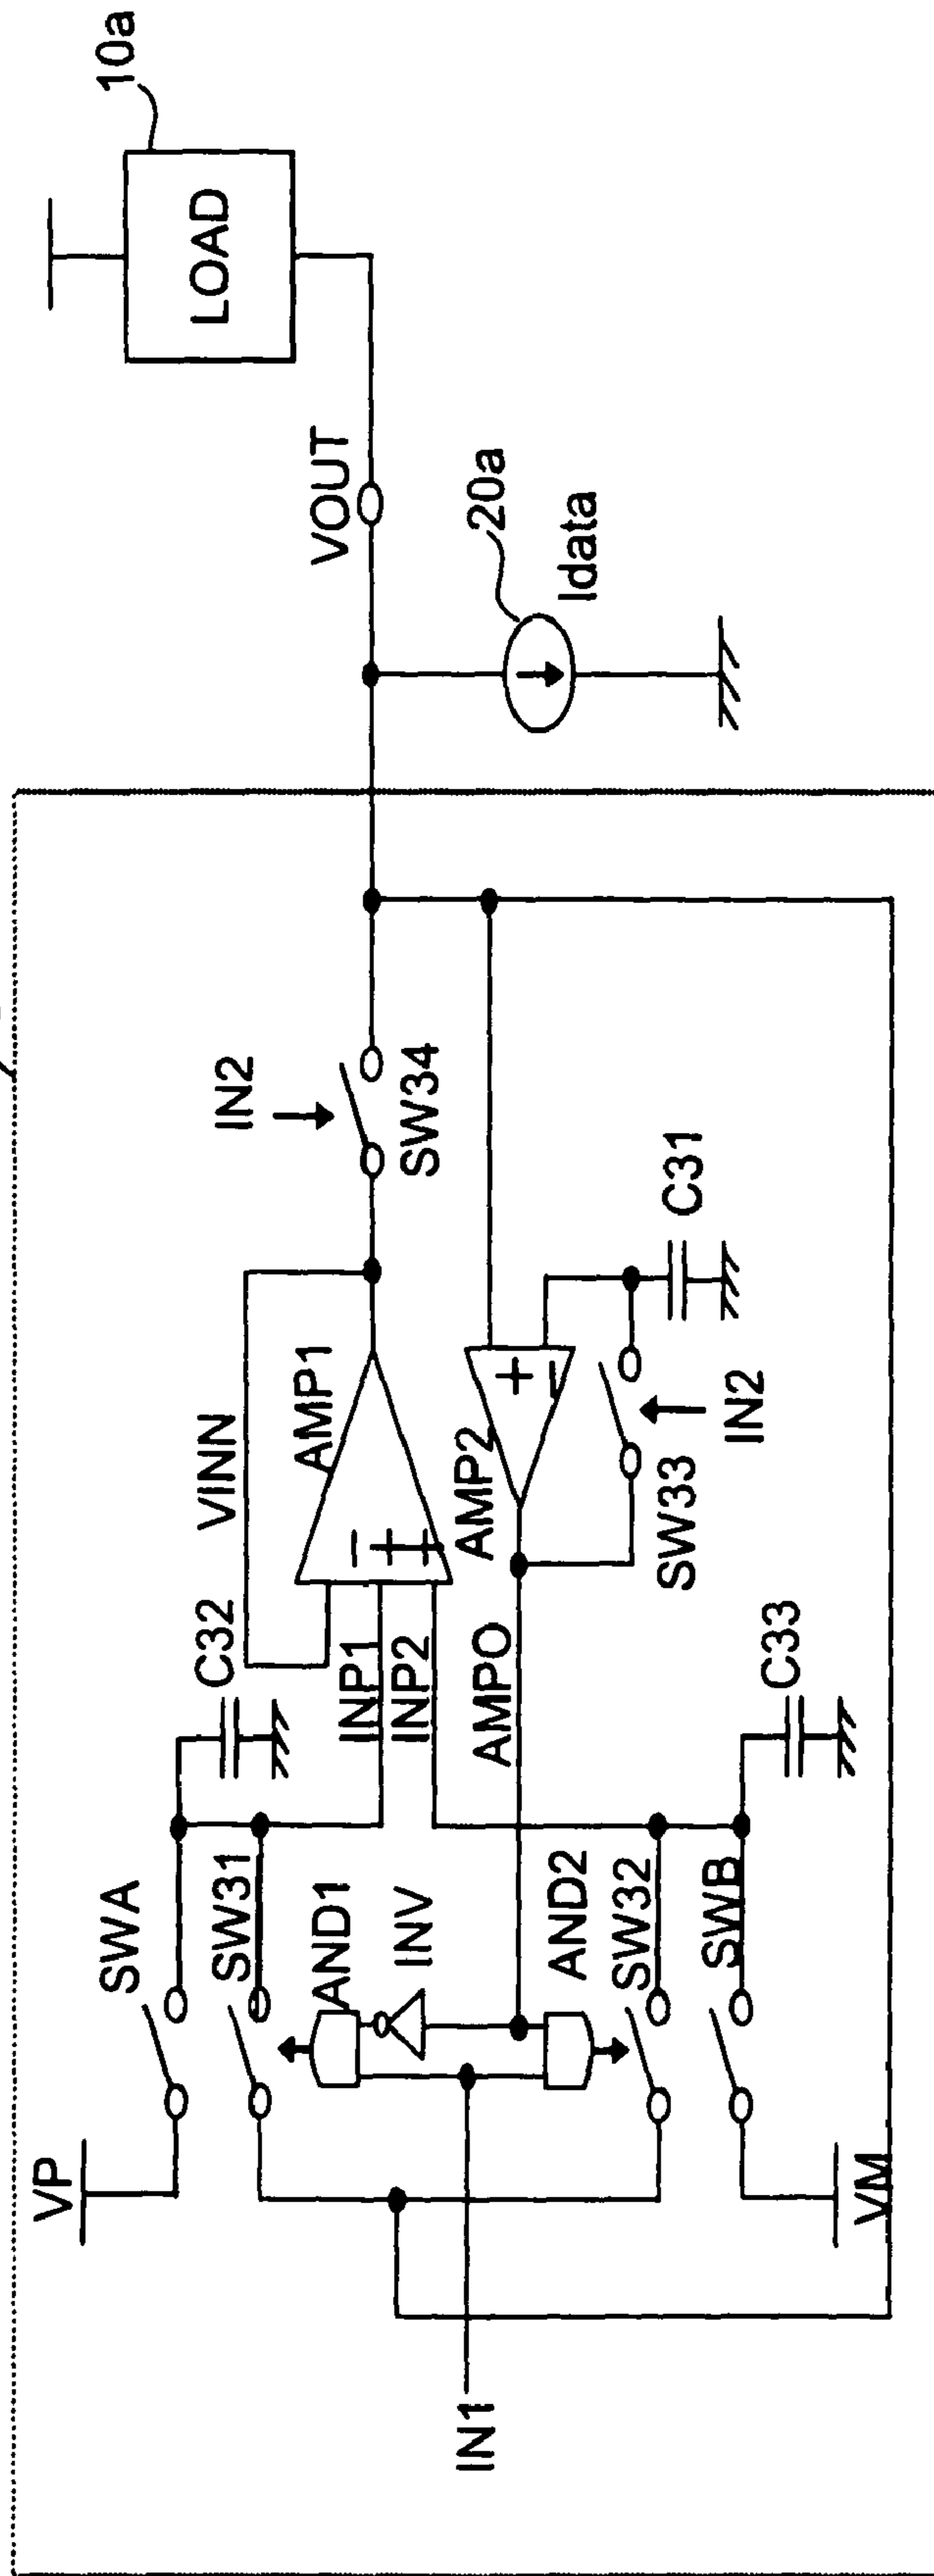 VP
SWA
C32
SW31
VINN
INP1
INP2
AMP1
IN2
SW34
VOUT
LOAD
10a
AND1
INV
IN1
AMPO
AMP2
AND2
SW32
SWB
VM
C33
SW33
IN2
C31
20a
Idata